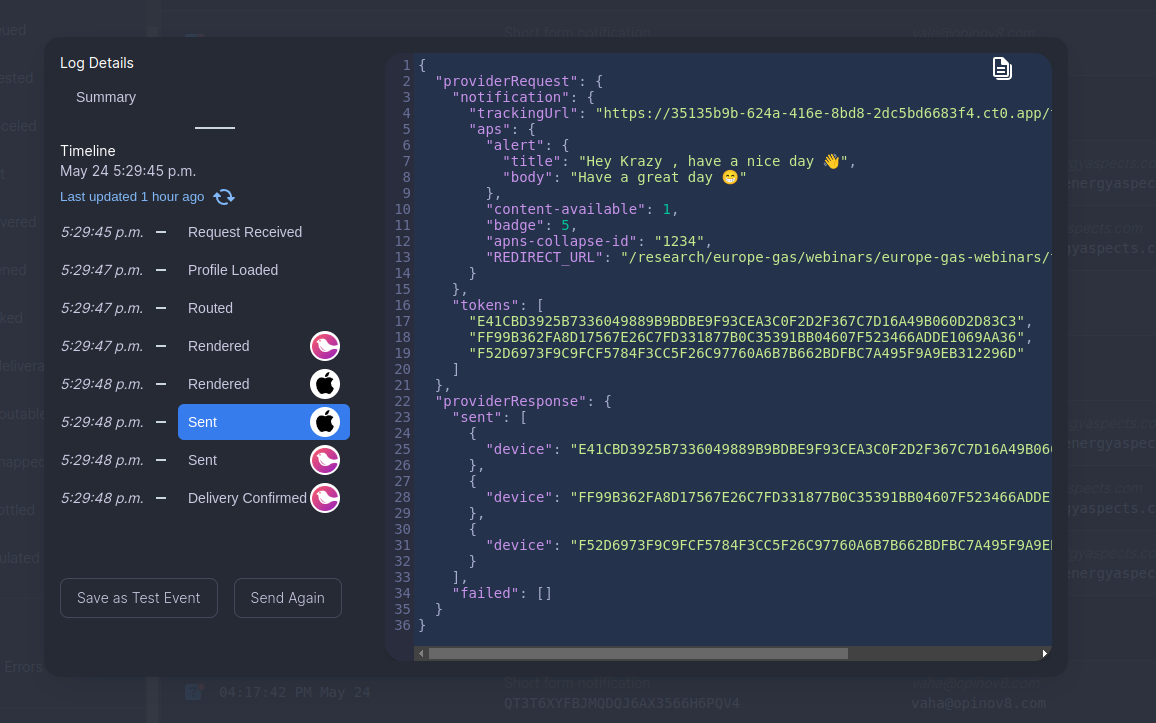 Log Details
Summary
Timeline
May 24 5:29:45 p.m.
Last updated 1 hour ago
5:29:45 p.m. – Request Received
5:29:47 p.m. – Profile Loaded
5:29:47 p.m. – Routed
5:29:47 p.m. – Rendered
5:29:48 p.m. – Rendered
5:29:48 p.m. – Sent
5:29:48 p.m. – Sent
5:29:48 p.m. – Delivery Confirmed
Save as Test Event
Send Again
1 {
2 "providerRequest": {
3 "notification": {
4 "trackingUrl": "https://35135b9b-624a-416e-8bd8-2dc5bd6683f4.ct0.app/
5 "aps": {
6 "alert": {
7 "title": "Hey Krazy , have a nice day 👋",
8 "body": "Have a great day 😁"
9 },
10 "content-available": 1,
11 "badge": 5,
12 "apns-collapse-id": "1234",
13 "REDIRECT_URL": "/research/europe-gas/webinars/europe-gas-webinars/
14 }
15 },
16 "tokens": [
17 "E41CBD3925B7336049889B9BDBE9F93CEA3C0F2D2F367C7D16A49B060D2D83C3",
18 "FF99B362FA8D17567E26C7FD331877B0C35391BB04607F523466ADDE1069AA36",
19 "F52D6973F9C9FCF5784F3CC5F26C97760A6B7B662BDFBC7A495F9A9EB312296D"
20 ]
21 },
22 "providerResponse": {
23 "sent": [
24 {
25 "device": "E41CBD3925B7336049889B9BDBE9F93CEA3C0F2D2F367C7D16A49B06
26 },
27 {
28 "device": "FF99B362FA8D17567E26C7FD331877B0C35391BB04607F523466ADDE
29 },
30 {
31 "device": "F52D6973F9C9FCF5784F3CC5F26C97760A6B7B662BDFBC7A495F9A9E
32 }
33 ],
34 "failed": []
35 }
36 }
Errors
04:17:42 PM May 24
Short form notification
QT3T6XYFBJMQDQJ6AX3566H6PQV4
vaha@opinov8.com
vaha@opinov8.com